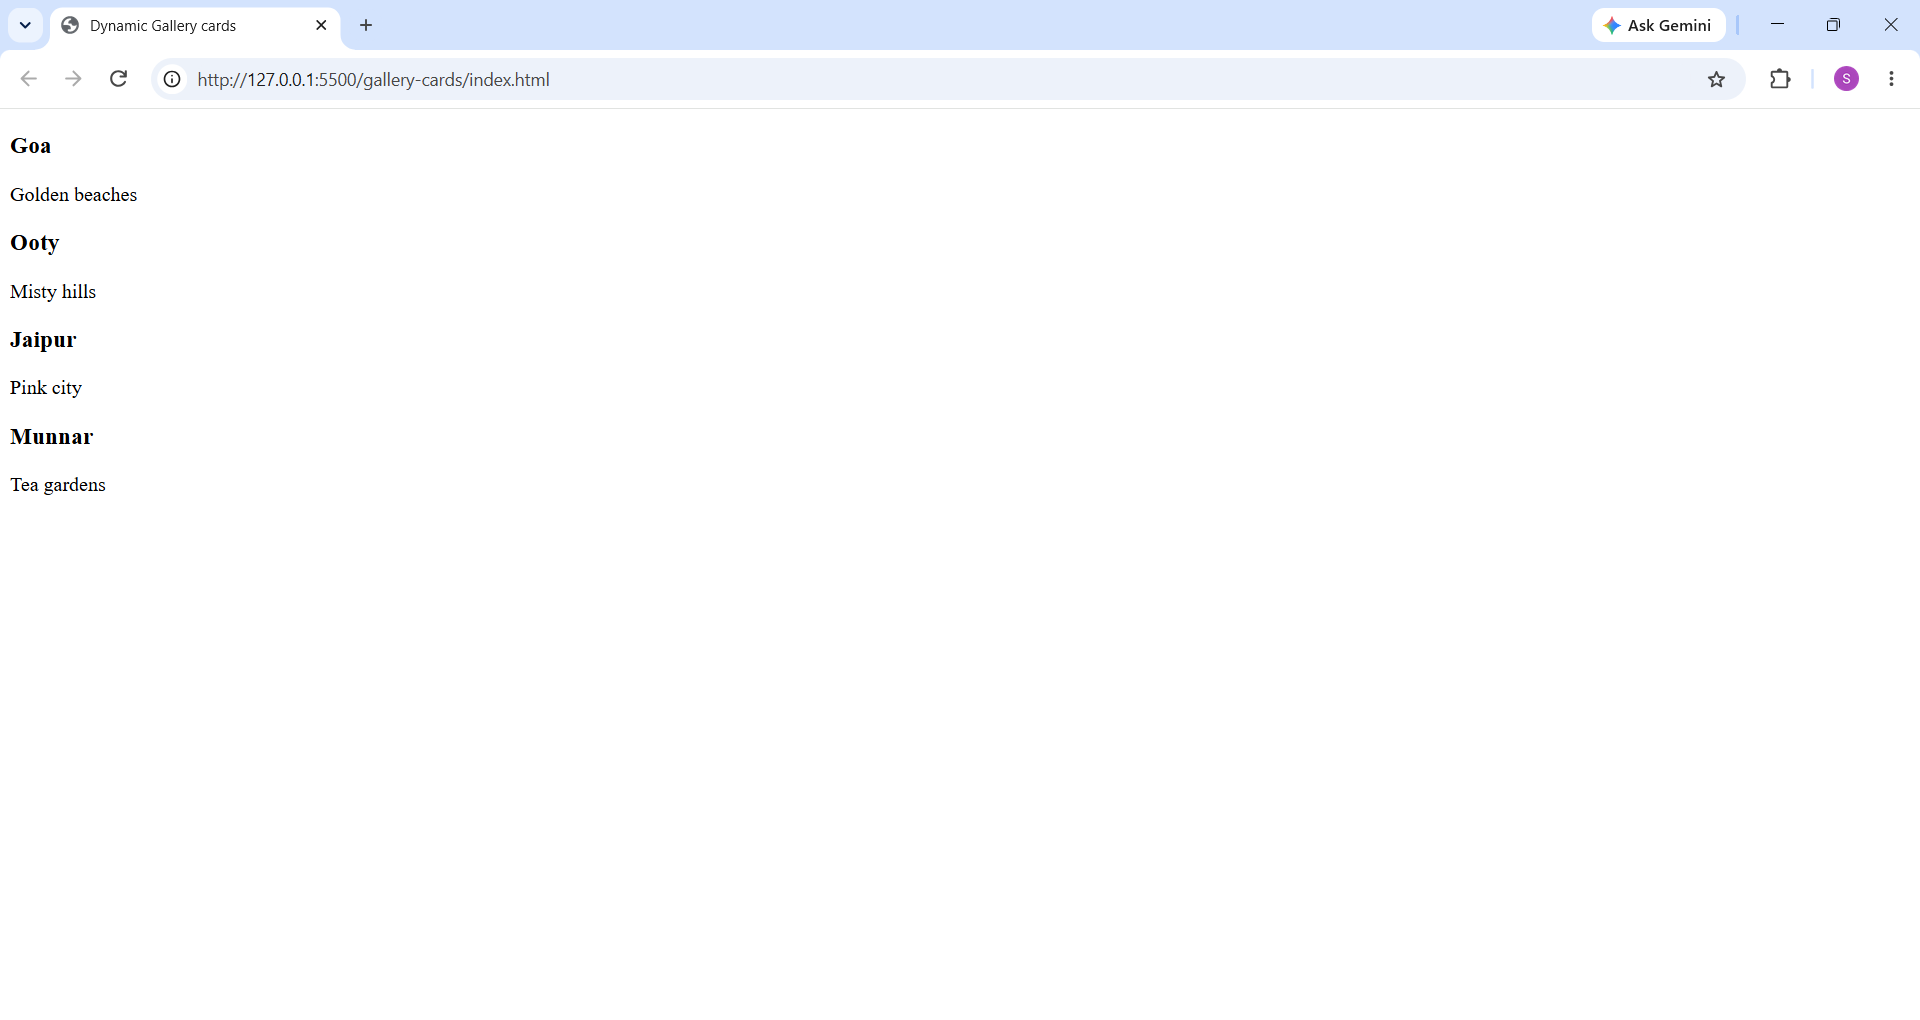 Dynamic Gallery cards
Ask Gemini
http://127.0.0.1:5500/gallery-cards/index.html
S
Goa
Golden beaches
Ooty
Misty hills
Jaipur
Pink city
Munnar
Tea gardens